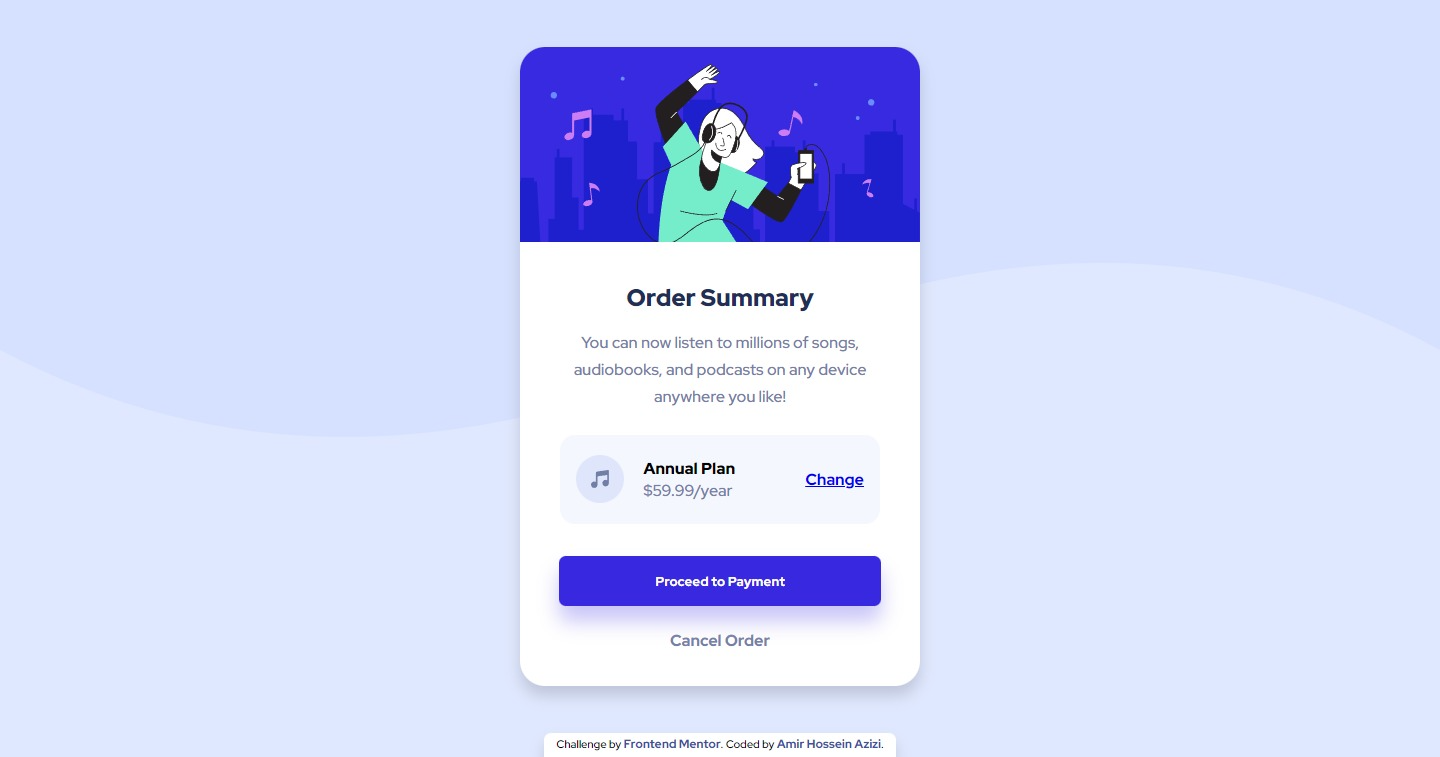 Order Summary
You can now listen to millions of songs,
audiobooks, and podcasts on any device
anywhere you like!
Annual Plan
$59.99/year
Change
Proceed to Payment
Cancel Order
Challenge by Frontend Mentor. Coded by Amir Hossein Azizi.